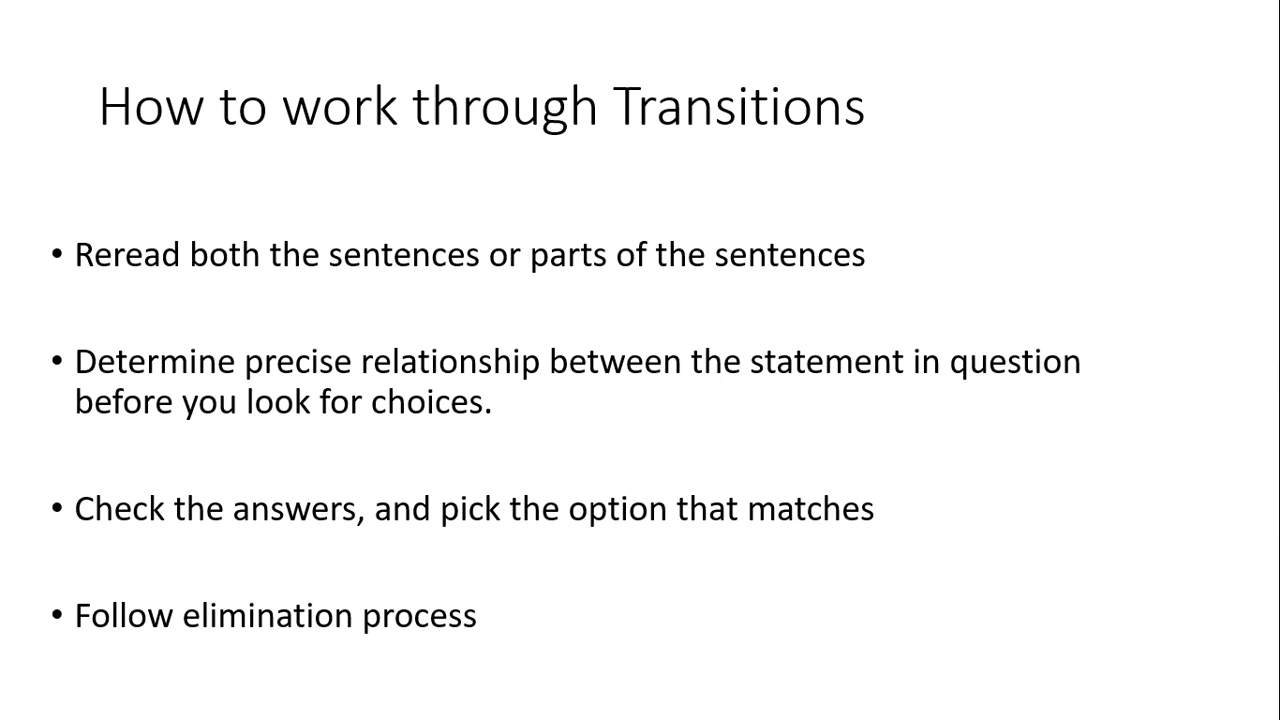 How to work through Transitions
• Reread both the sentences or parts of the sentences
• Determine precise relationship between the statement in question
before you look for choices.
• Check the answers, and pick the option that matches
• Follow elimination process